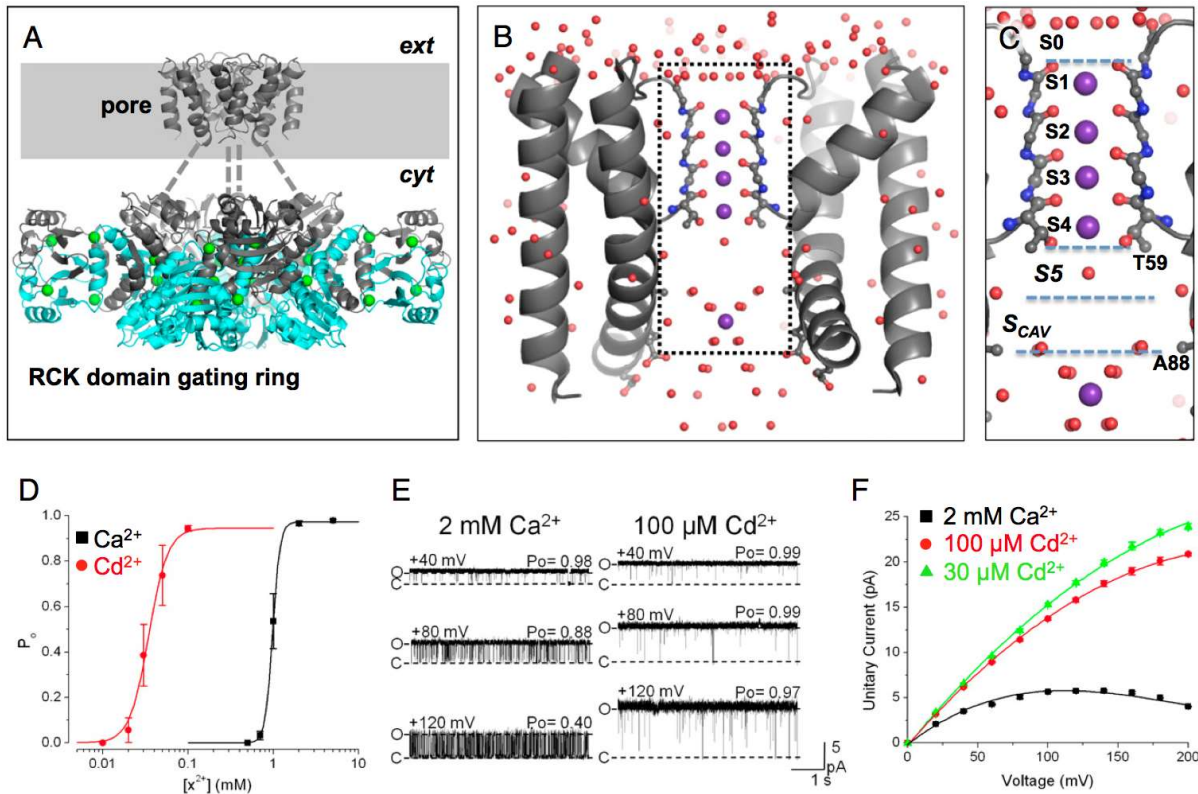 A
ext
pore
cyt
RCK domain gating ring
B
C
S0
S1
S2
S3
S4
T59
S5
S_CAV
A88
D
1.0
0.8
0.6
0.4
0.2
0.0
P_o
Ca²⁺
Cd²⁺
0.01 0.1 1 10
[x²⁺] (mM)
E
2 mM Ca²⁺ 100 µM Cd²⁺
+40 mV Po= 0.98 +40 mV Po= 0.99
O O
C C
+80 mV Po= 0.88 +80 mV Po= 0.99
O O
C C
+120 mV Po= 0.40 +120 mV Po= 0.97
O O
C C
5
pA
1 s
F
25
20
15
10
5
0
Unitary Current (pA)
2 mM Ca²⁺
100 µM Cd²⁺
30 µM Cd²⁺
0 50 100 150 200
Voltage (mV)